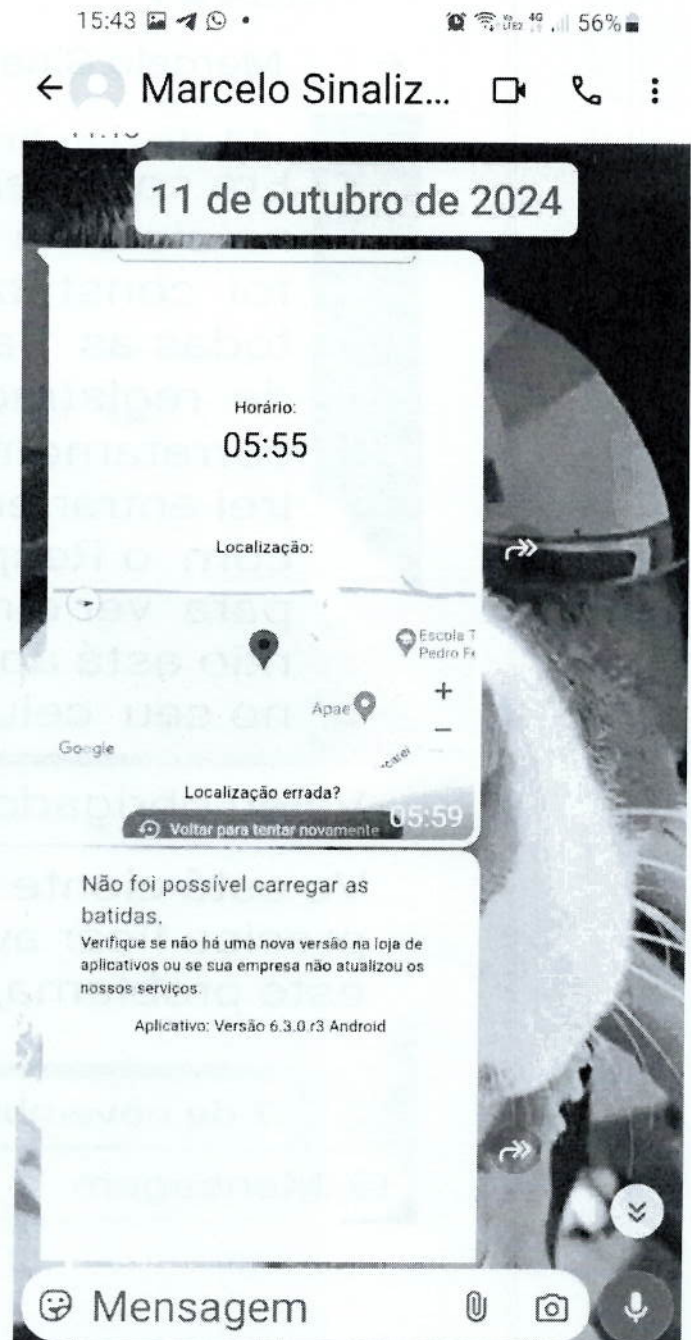 15:43
4G 56%
Marcelo Sinaliz...
11 de outubro de 2024
Horário:
05:55
Localização:
Escola T
Pedro Fe
Apae
+
−
Google
Localização errada?
Voltar para tentar novamente
05:59
Não foi possível carregar as
batidas.
Verifique se não há uma nova versão na loja de
aplicativos ou se sua empresa não atualizou os
nossos serviços.
Aplicativo: Versão 6.3.0.r3 Android
Mensagem